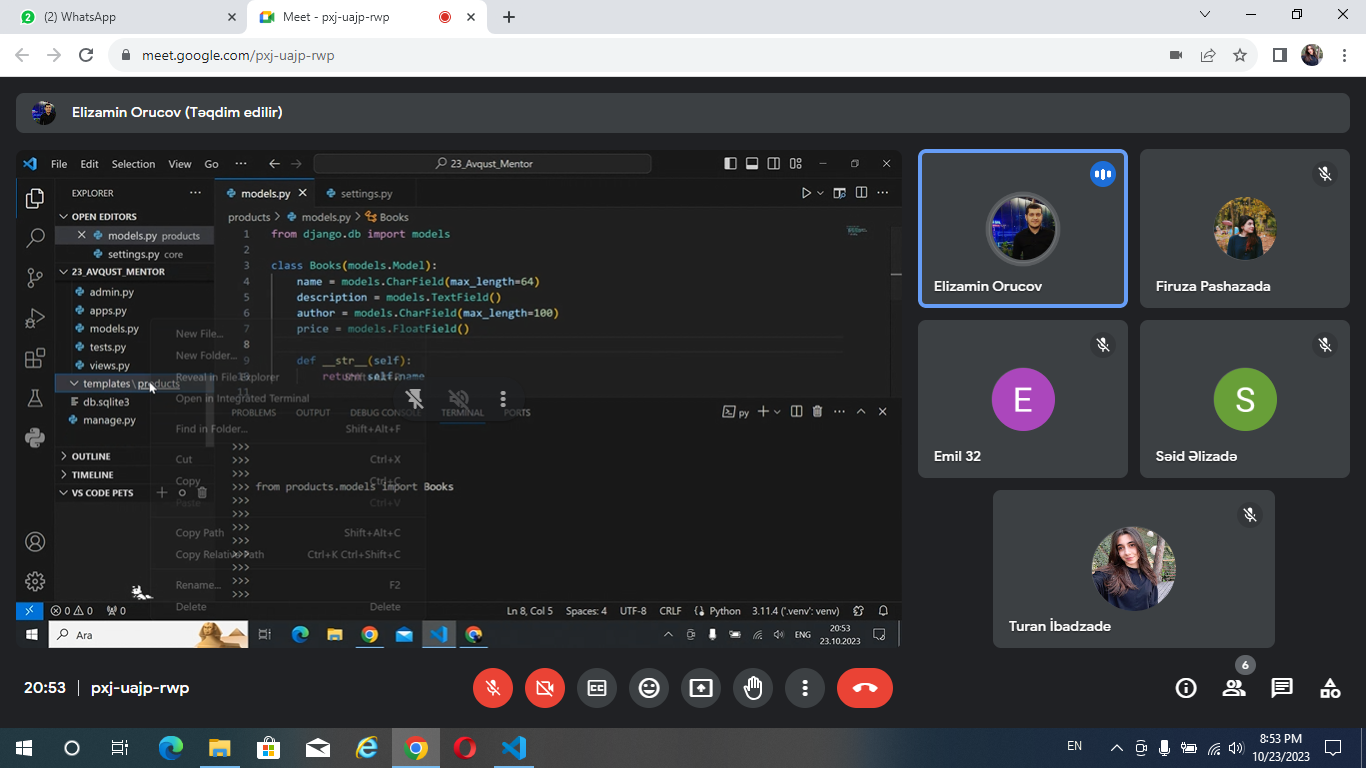 (2) WhatsApp
Meet - pxj-uajp-rwp
meet.google.com/pxj-uajp-rwp
Elizamin Orucov (Təqdim edilir)
File Edit Selection View Go ··· 23_Avqust_Mentor
EXPLORER ···
models.py settings.py
OPEN EDITORS
products > models.py > Books
models.py products
settings.py core
23_AVQUST_MENTOR
admin.py
apps.py
models.py
tests.py
views.py
templates \ products
db.sqlite3
manage.py
OUTLINE
TIMELINE
VS CODE PETS
1 from django.db import models
2
3 class Books(models.Model):
4 name = models.CharField(max_length=64)
5 description = models.TextField()
6 author = models.CharField(max_length=100)
7 price = models.FloatField()
8
9 def __str__(self):
10 return self.name
11
New File...
New Folder...
Reveal in File Explorer Shift+Alt+R
Open in Integrated Terminal
Find in Folder... Shift+Alt+F
Cut Ctrl+X
Copy Ctrl+C
Paste Ctrl+V
Copy Path Shift+Alt+C
Copy Relative Path Ctrl+K Ctrl+Shift+C
Rename... F2
Delete Delete
PROBLEMS OUTPUT DEBUG CONSOLE TERMINAL PORTS
py
>>>
>>>
>>> from products.models import Books
>>>
>>>
>>>
>>>
>>>
>>>
0 0 0 Ln 8, Col 5 Spaces: 4 UTF-8 CRLF Python 3.11.4 ('.venv': venv)
Ara
ENG
20:53
23.10.2023
Elizamin Orucov
Firuza Pashazada
E
Emil 32
S
Səid Əlizadə
Turan İbadzade
20:53 | pxj-uajp-rwp
6
EN
8:53 PM
10/23/2023